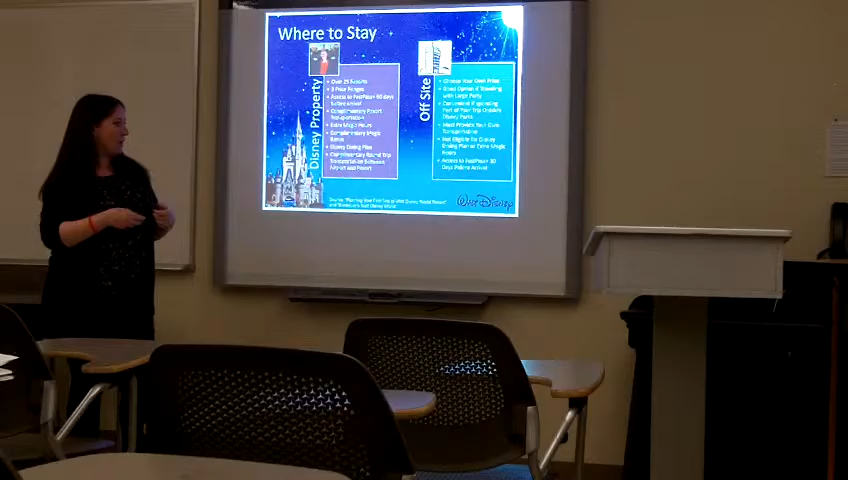 Where to Stay
Disney Property
• Over 25 Resorts
• 3 Price Ranges
• Access to FastPass+ 60 days
before Arrival
• Complimentary Resort
Transportation
• Extra Magic Hours
• Complimentary Magic
Bands
• Disney Dining Plan
• Complimentary Round Trip
Transportation Between
Airport and Resort
Off Site
• Choose Your Own Price
• Good Option if Traveling
with Large Party
• Convenient if spending
Part of Your Trip Outside
Disney Parks
• Must Provide Your Own
Transportation
• Not Eligible for Disney
Dining Plan or Extra Magic
Hours
• Access to FastPass+ 30
Days Before Arrival
Walt Disney